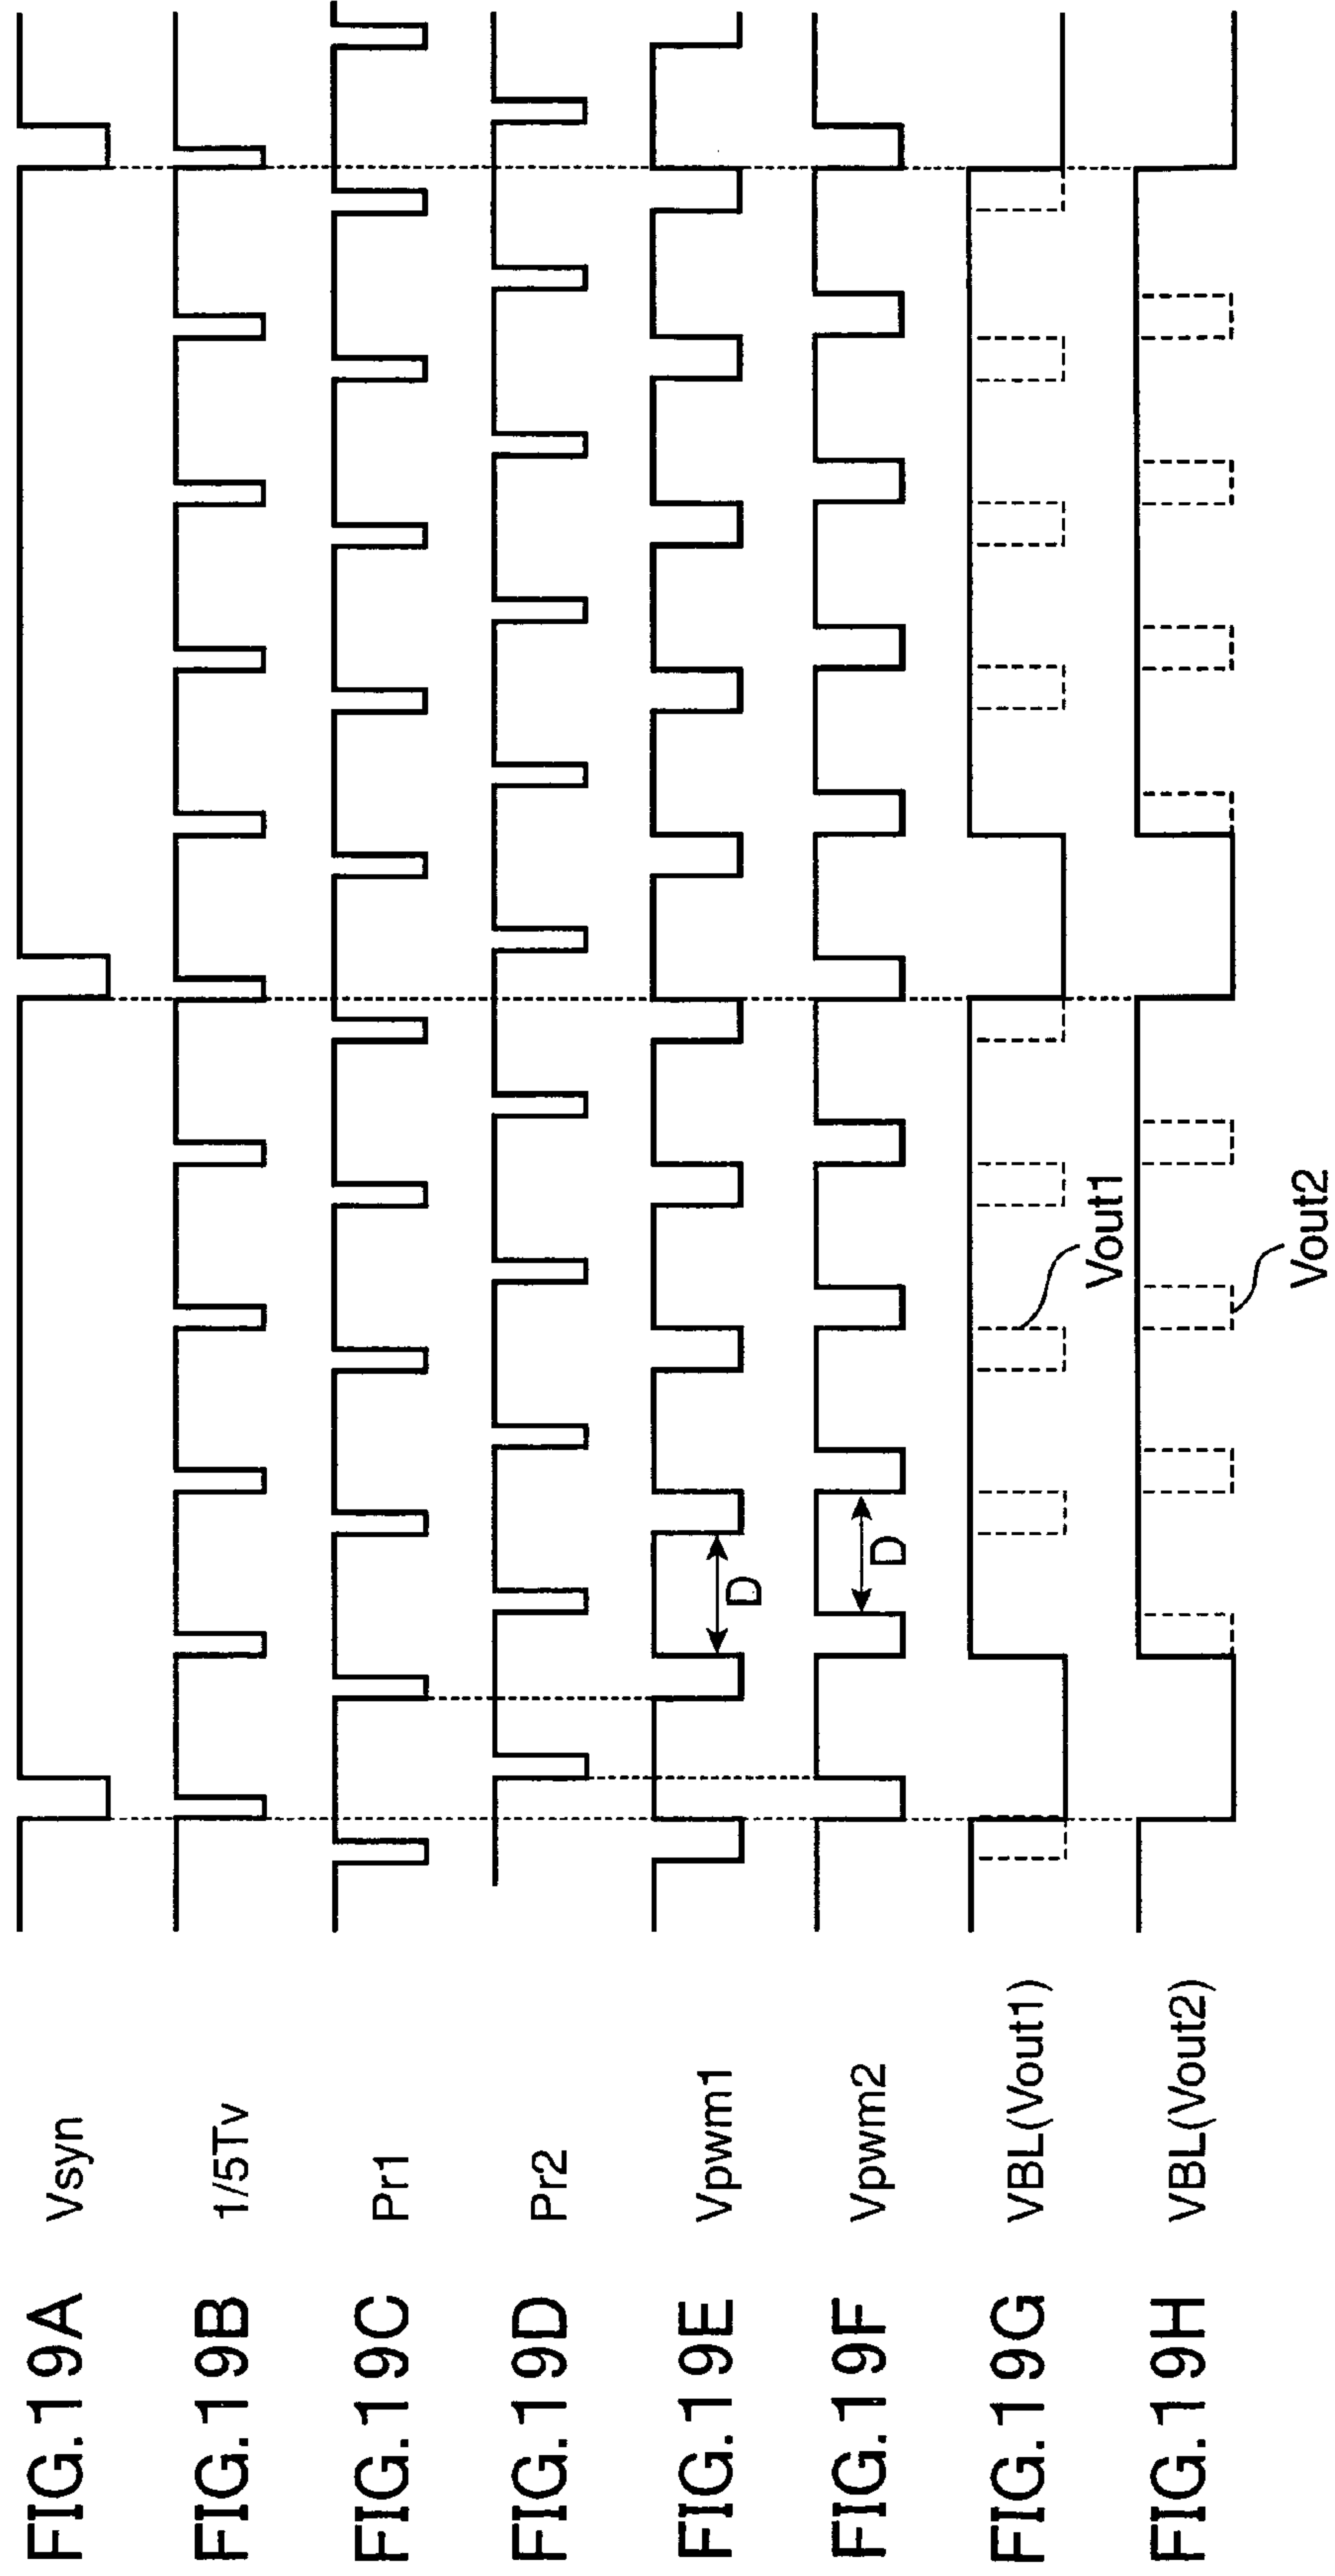 FIG.19A Vsyn
FIG.19B 1/5Tv
FIG.19C Pr1
FIG.19D Pr2
FIG.19E Vpwm1
D
FIG.19F Vpwm2
D
FIG.19G VBL(Vout1)
Vout1
FIG.19H VBL(Vout2)
Vout2